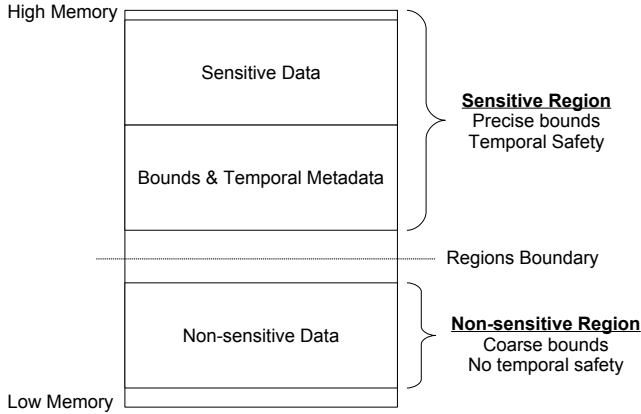 High Memory
Sensitive Data
Sensitive Region
Precise bounds
Temporal Safety
Bounds & Temporal Metadata
Regions Boundary
Non-sensitive Data
Non-sensitive Region
Coarse bounds
No temporal safety
Low Memory